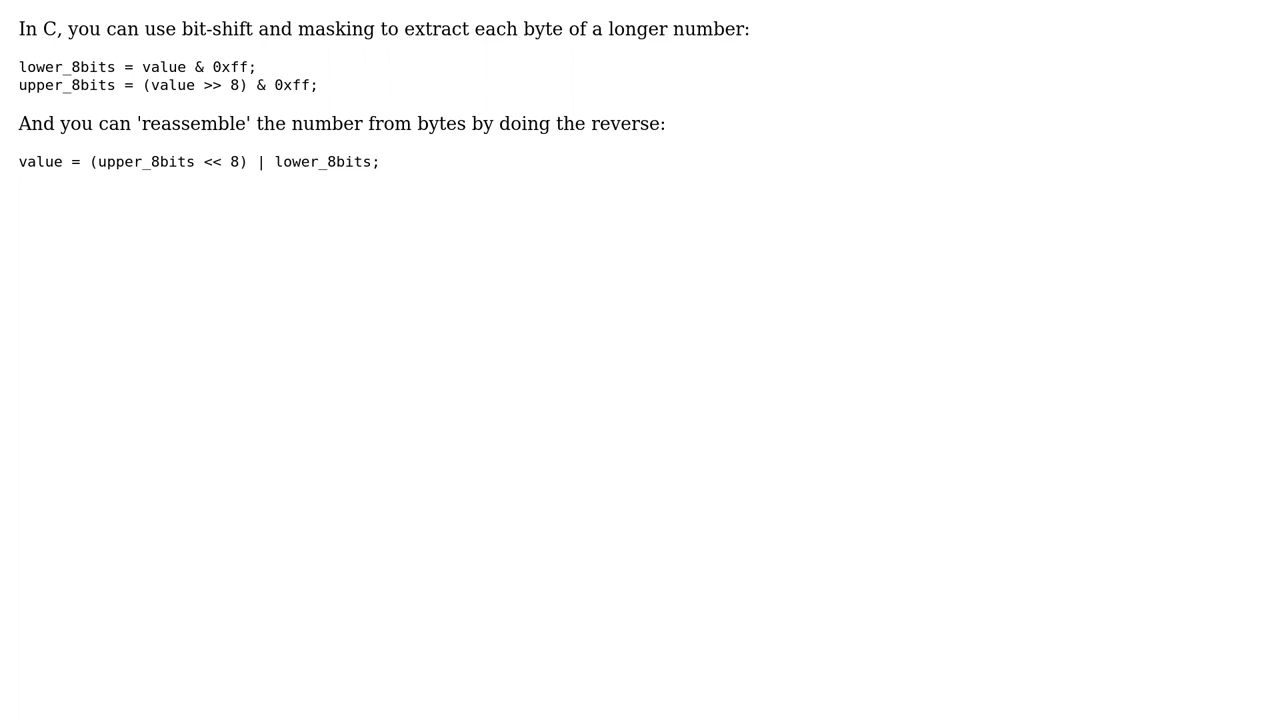 In C, you can use bit-shift and masking to extract each byte of a longer number:
lower_8bits = value & 0xff;
upper_8bits = (value >> 8) & 0xff;
And you can 'reassemble' the number from bytes by doing the reverse:
value = (upper_8bits << 8) | lower_8bits;